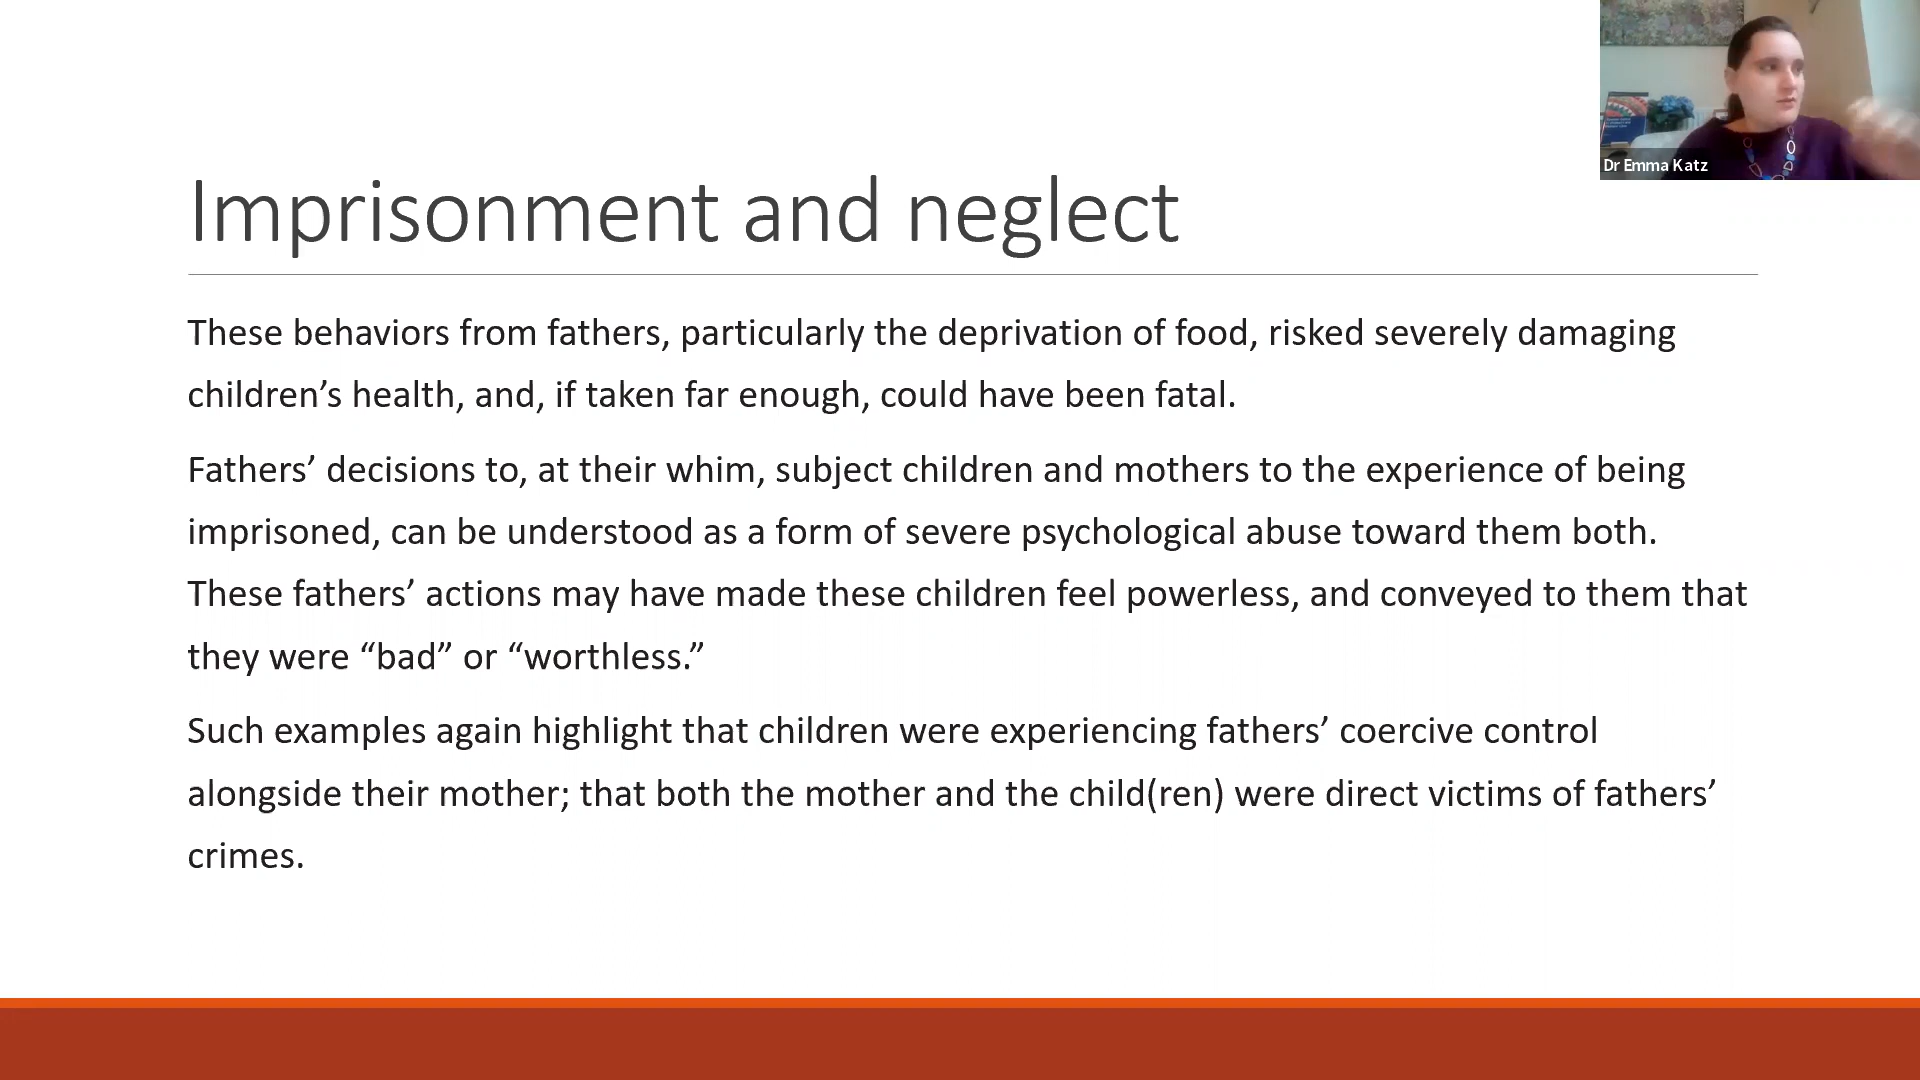 Dr Emma Katz
Imprisonment and neglect
These behaviors from fathers, particularly the deprivation of food, risked severely damaging
children’s health, and, if taken far enough, could have been fatal.
Fathers’ decisions to, at their whim, subject children and mothers to the experience of being
imprisoned, can be understood as a form of severe psychological abuse toward them both.
These fathers’ actions may have made these children feel powerless, and conveyed to them that
they were “bad” or “worthless.”
Such examples again highlight that children were experiencing fathers’ coercive control
alongside their mother; that both the mother and the child(ren) were direct victims of fathers’
crimes.